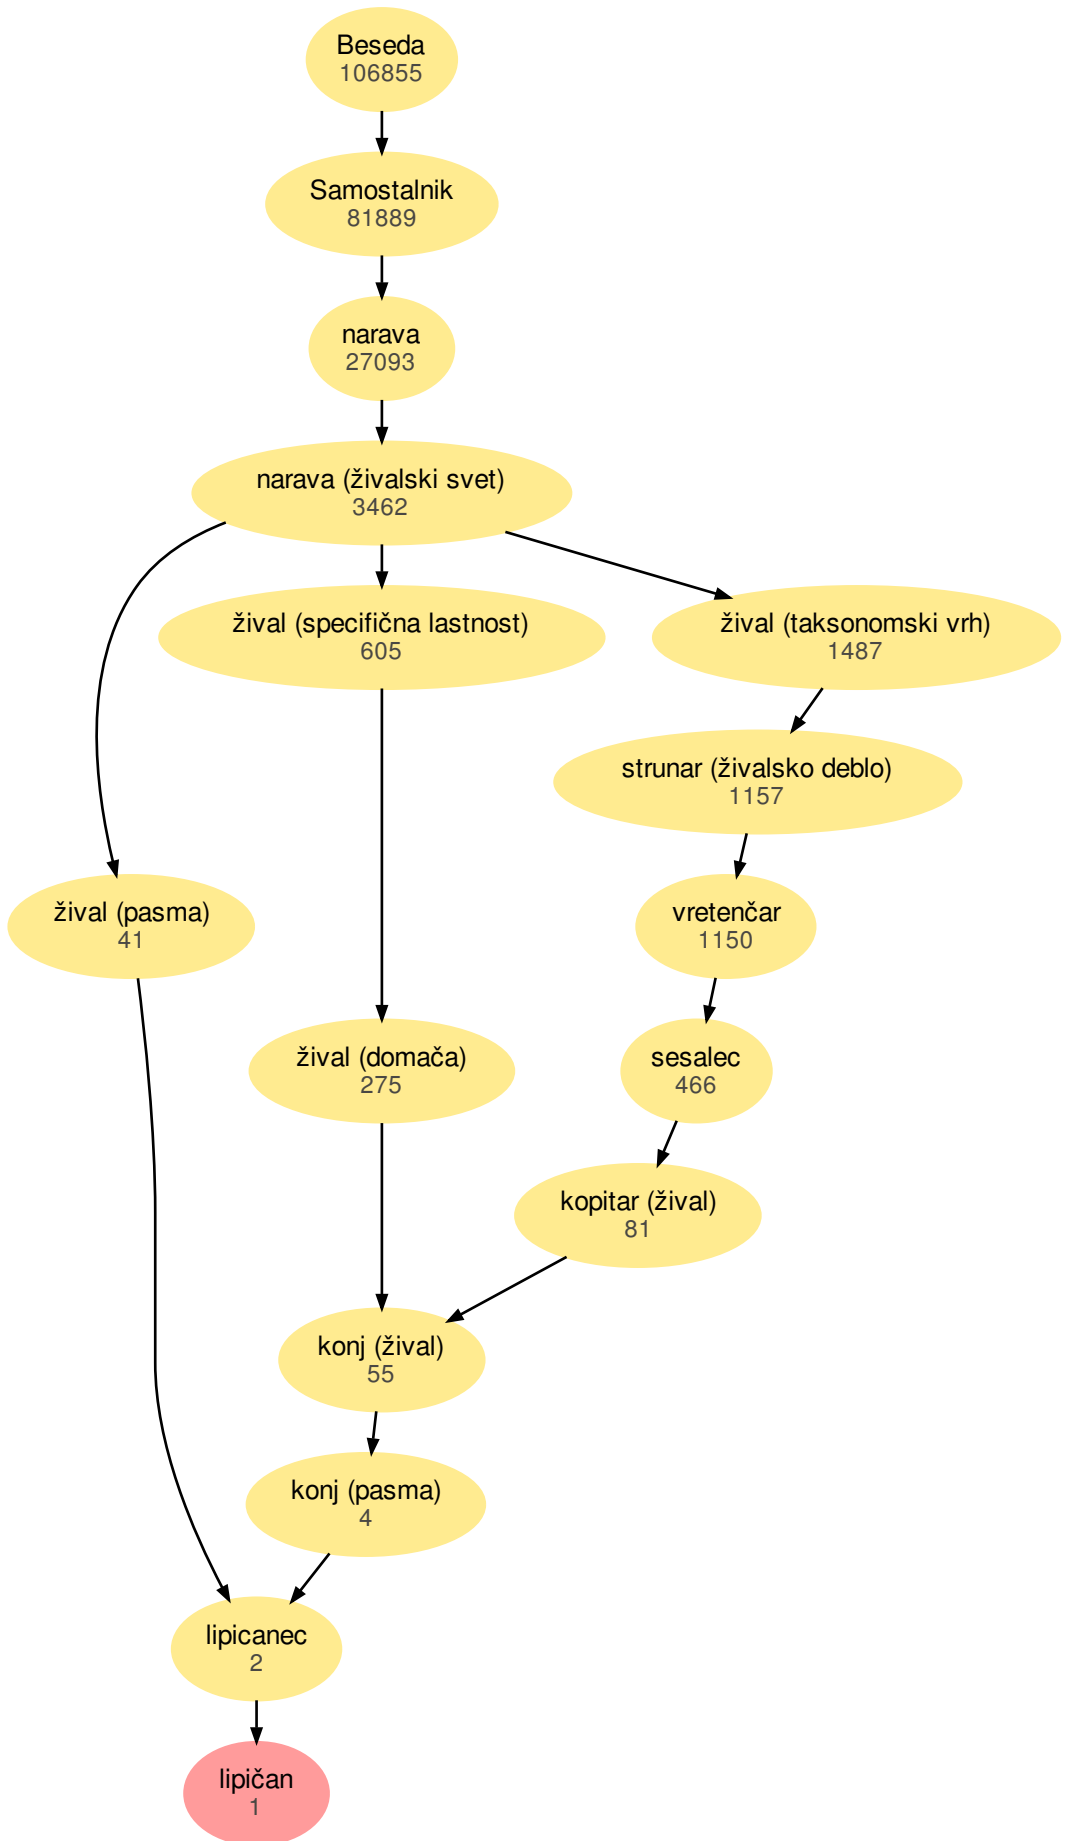 Beseda
106855
Samostalnik
81889
narava
27093
narava (živalski svet)
3462
žival (specifična lastnost)
605
žival (taksonomski vrh)
1487
strunar (živalsko deblo)
1157
žival (pasma)
41
vretenčar
1150
žival (domača)
275
sesalec
466
kopitar (žival)
81
konj (žival)
55
konj (pasma)
4
lipicanec
2
lipičan
1